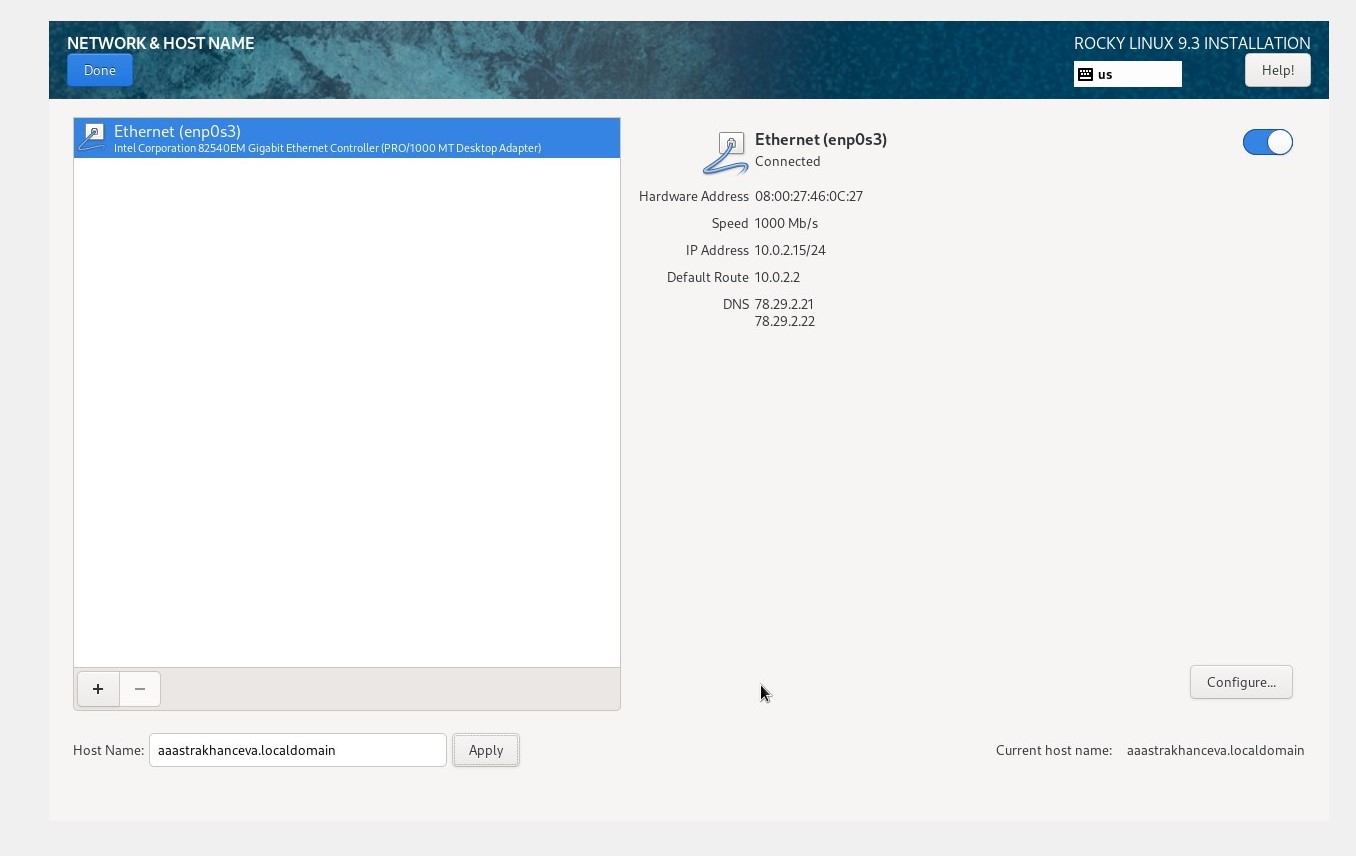 NETWORK & HOST NAME
ROCKY LINUX 9.3 INSTALLATION
Done
us
Help!
Ethernet (enp0s3)
Intel Corporation 82540EM Gigabit Ethernet Controller (PRO/1000 MT Desktop Adapter)
Ethernet (enp0s3)
Connected
Hardware Address 08:00:27:46:0C:27
Speed 1000 Mb/s
IP Address 10.0.2.15/24
Default Route 10.0.2.2
DNS 78.29.2.21
78.29.2.22
+ −
Configure...
Host Name: aaastrakhanceva.localdomain Apply
Current host name: aaastrakhanceva.localdomain